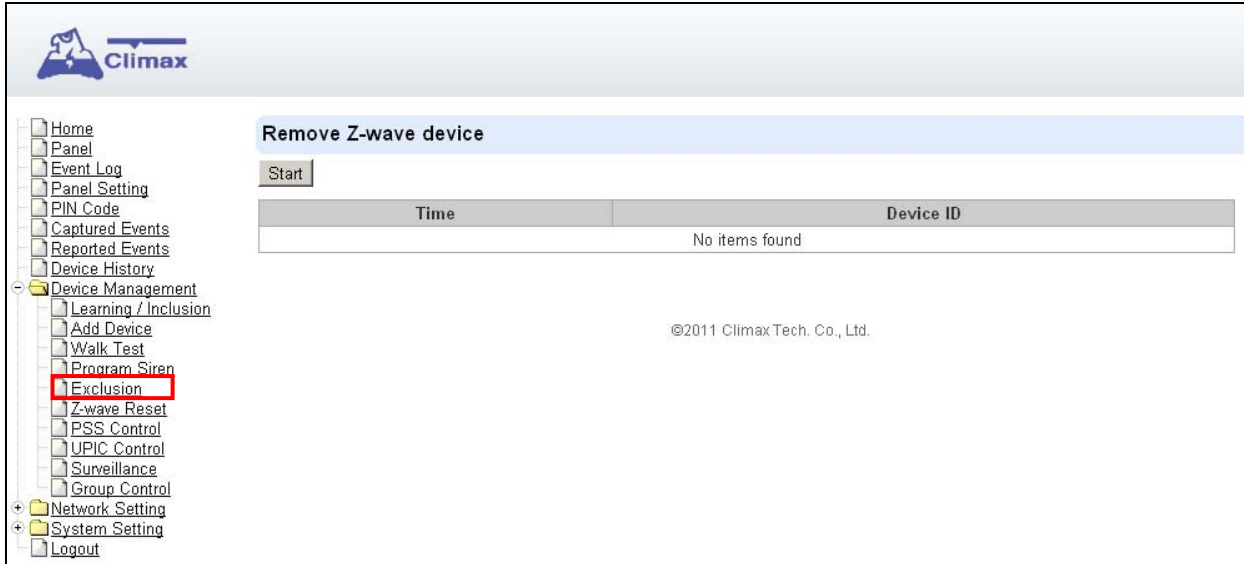 Climax
Home
Panel
Event Log
Panel Setting
PIN Code
Captured Events
Reported Events
Device History
Device Management
Learning / Inclusion
Add Device
Walk Test
Program Siren
Exclusion
Z-wave Reset
PSS Control
UPIC Control
Surveillance
Group Control
Network Setting
System Setting
Logout
Remove Z-wave device
Start
Time Device ID
No items found
©2011 Climax Tech. Co., Ltd.